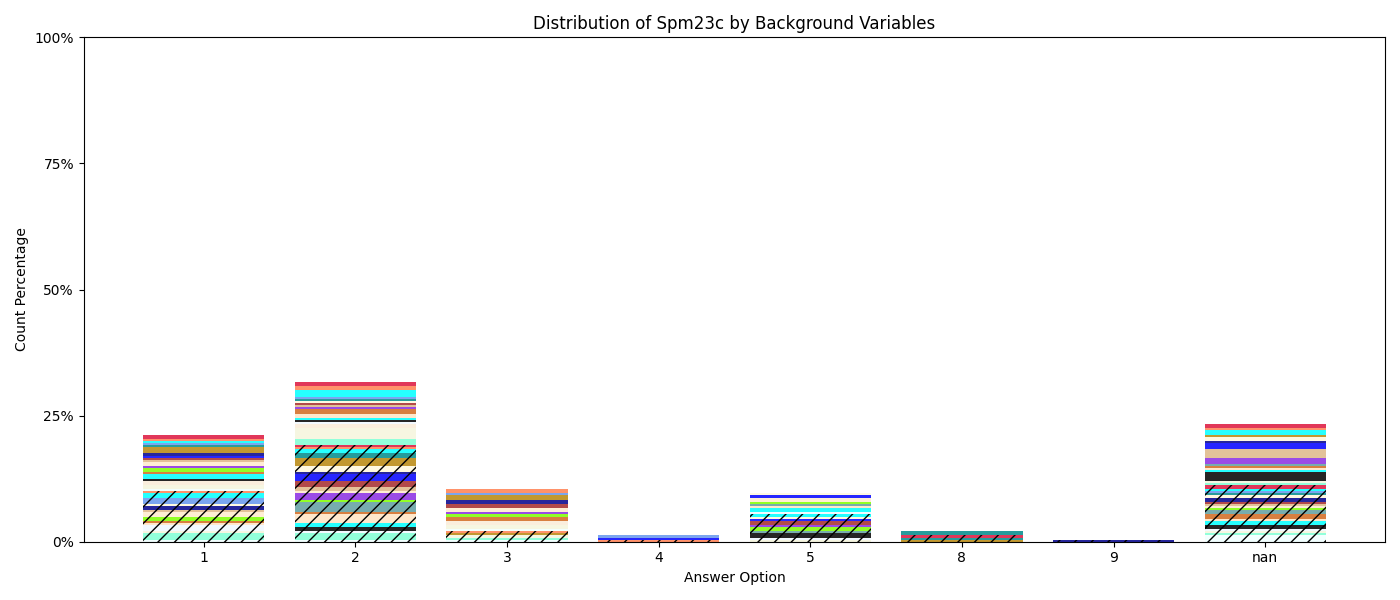 Distribution of Spm23c by Background Variables
100%
75%
50%
25%
0%
Count Percentage
1 2 3 4 5 8 9 nan
Answer Option